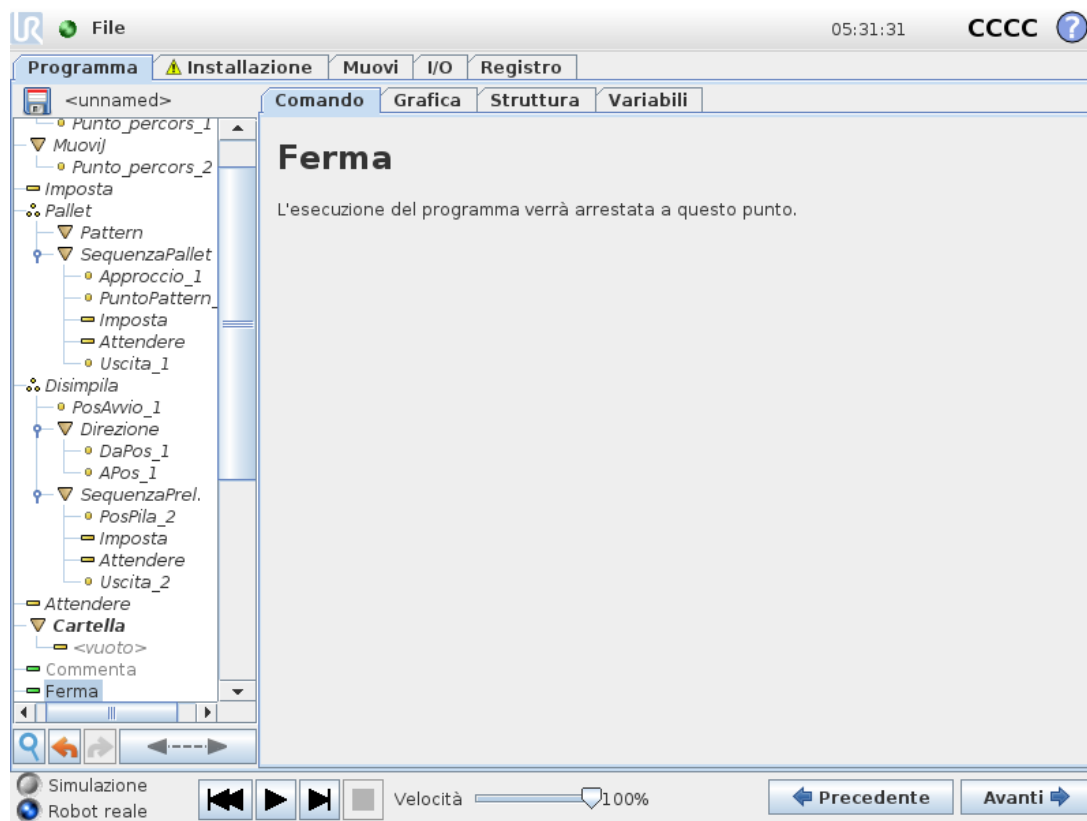 UR File 05:31:31 CCCC ?
Programma Installazione Muovi I/O Registro
<unnamed> Comando Grafica Struttura Variabili
Punto_percors_1
MuoviJ
Punto_percors_2
Imposta
Pallet
Pattern
SequenzaPallet
Approccio_1
PuntoPattern_
Imposta
Attendere
Uscita_1
Disimpila
PosAvvio_1
Direzione
DaPos_1
APos_1
SequenzaPrel.
PosPila_2
Imposta
Attendere
Uscita_2
Attendere
Cartella
<vuoto>
Commenta
Ferma
Ferma
L'esecuzione del programma verrà arrestata a questo punto.
Simulazione
Robot reale
Velocità 100%
Precedente Avanti